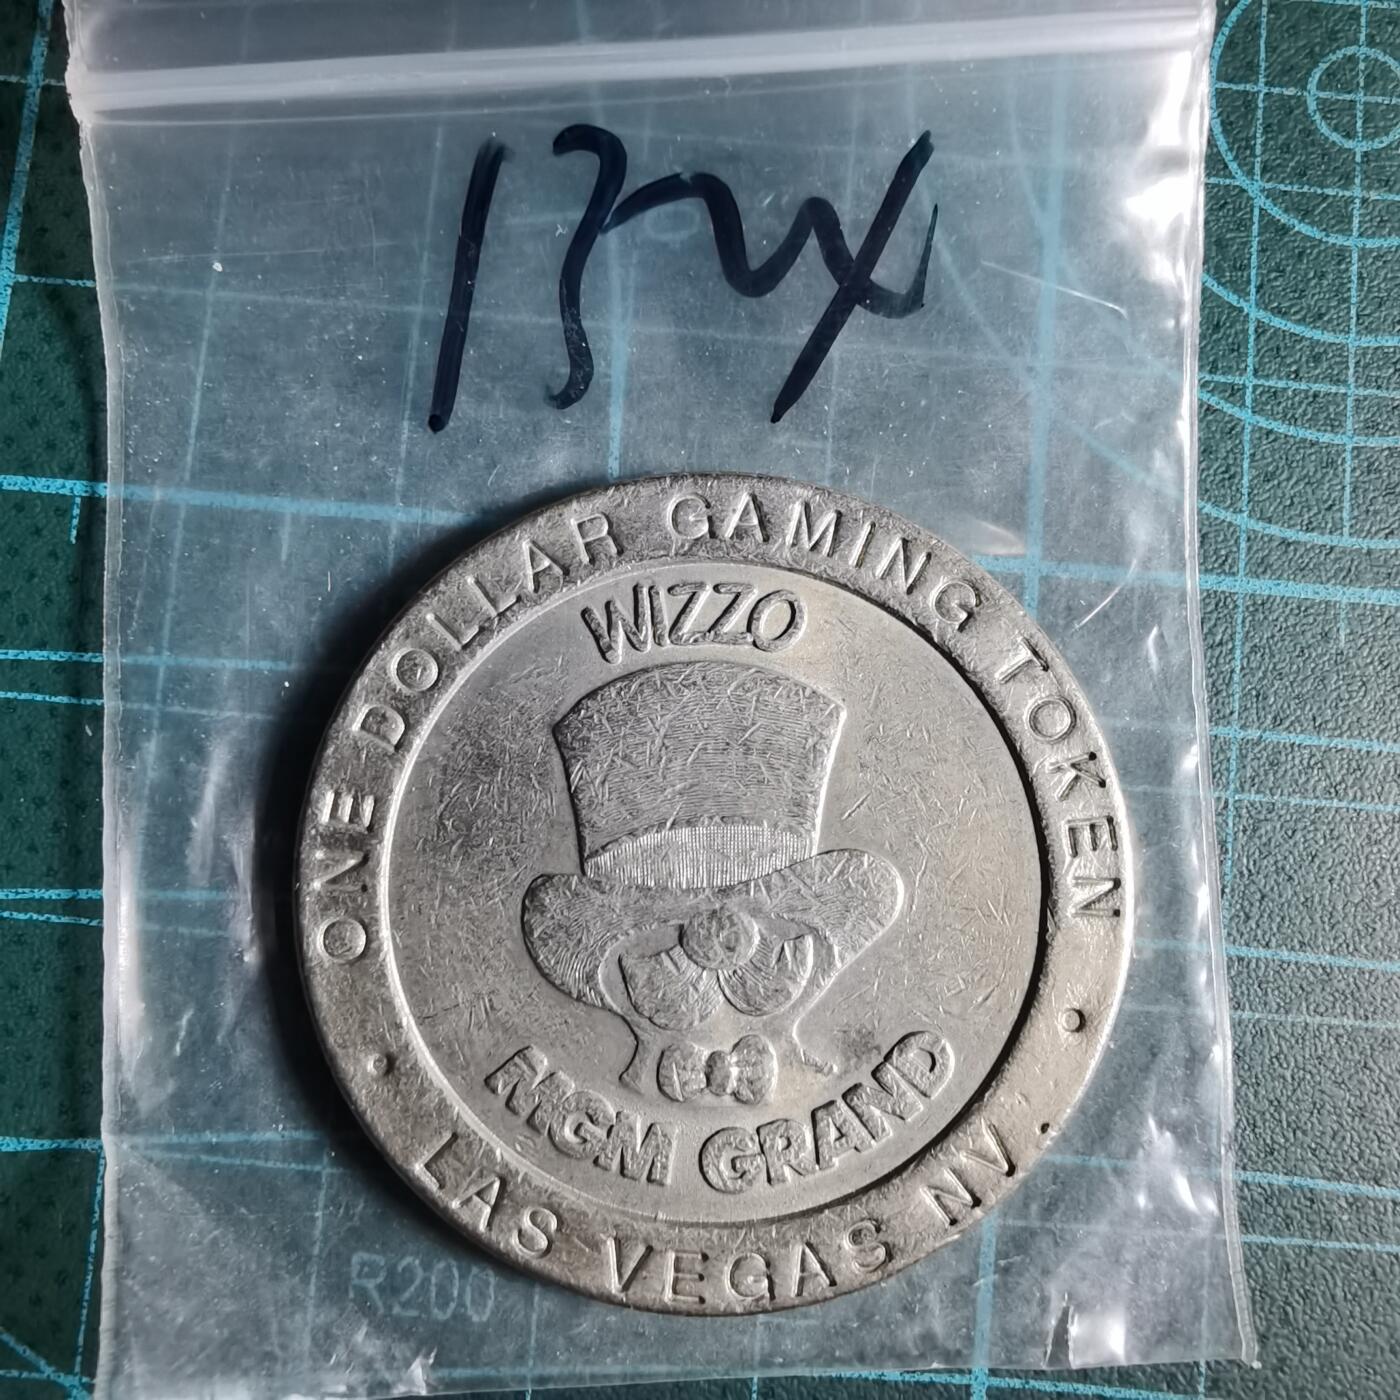 ONE DOLLAR GAMING TOKEN
WIZZO
MGM GRAND
• LAS VEGAS NV. •
R200